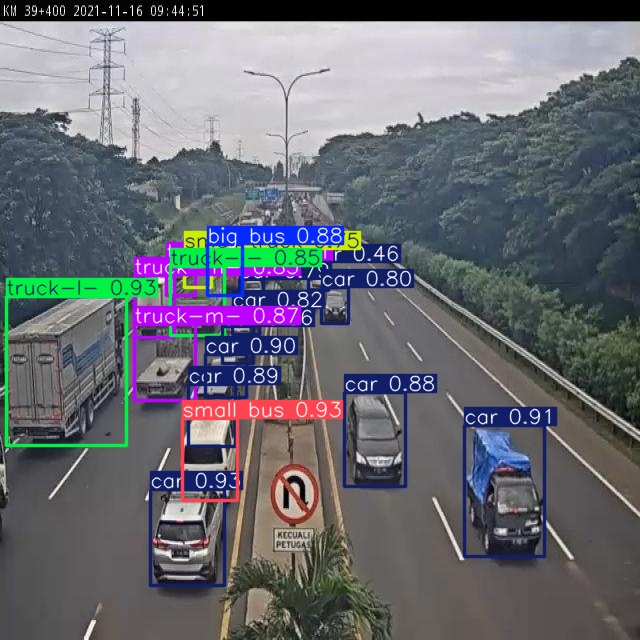 KM 39+400 2021-11-16 09:44:51
big bus 0.88
truck-l- 0.85
car 0.46
car 0.80
truck-l- 0.93
car 0.82
truck-m- 0.87
car 0.90
car 0.89
car 0.88
small bus 0.93
car 0.91
car 0.93
KECUALI
PETUGAS